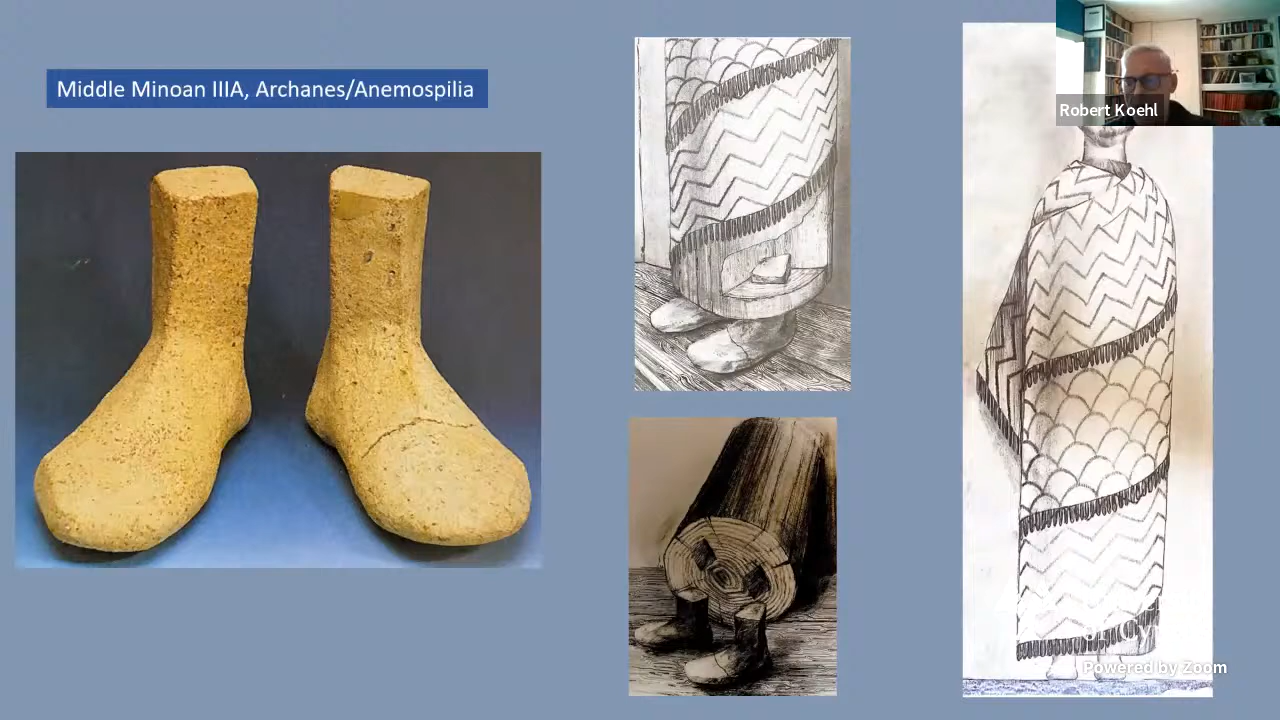 Middle Minoan IIIA, Archanes/Anemospilia
Robert Koehl
Powered by Zoom